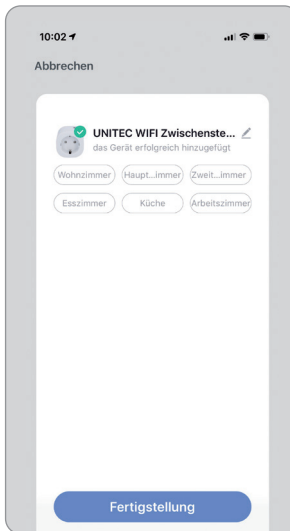 10:02
Abbrechen
UNITEC WIFI Zwischenste...
das Gerät erfolgreich hinzugefügt
Wohnzimmer Haupt...immer Zweit...immer
Esszimmer Küche Arbeitszimmer
Fertigstellung